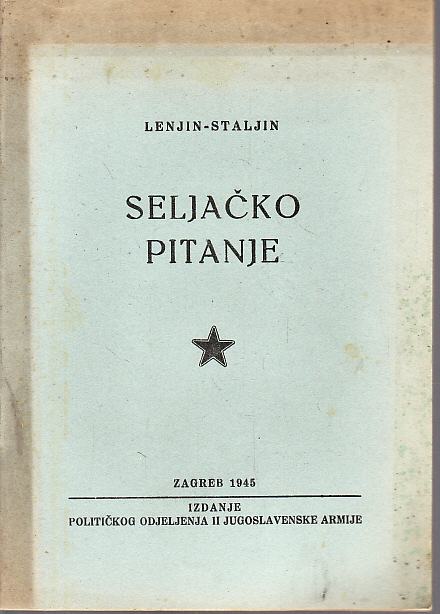 LENJIN-STALJIN
SELJAČKO
PITANJE
ZAGREB 1945
IZDANJE
POLITIČKOG ODJELJENJA II JUGOSLAVENSKE ARMIJE